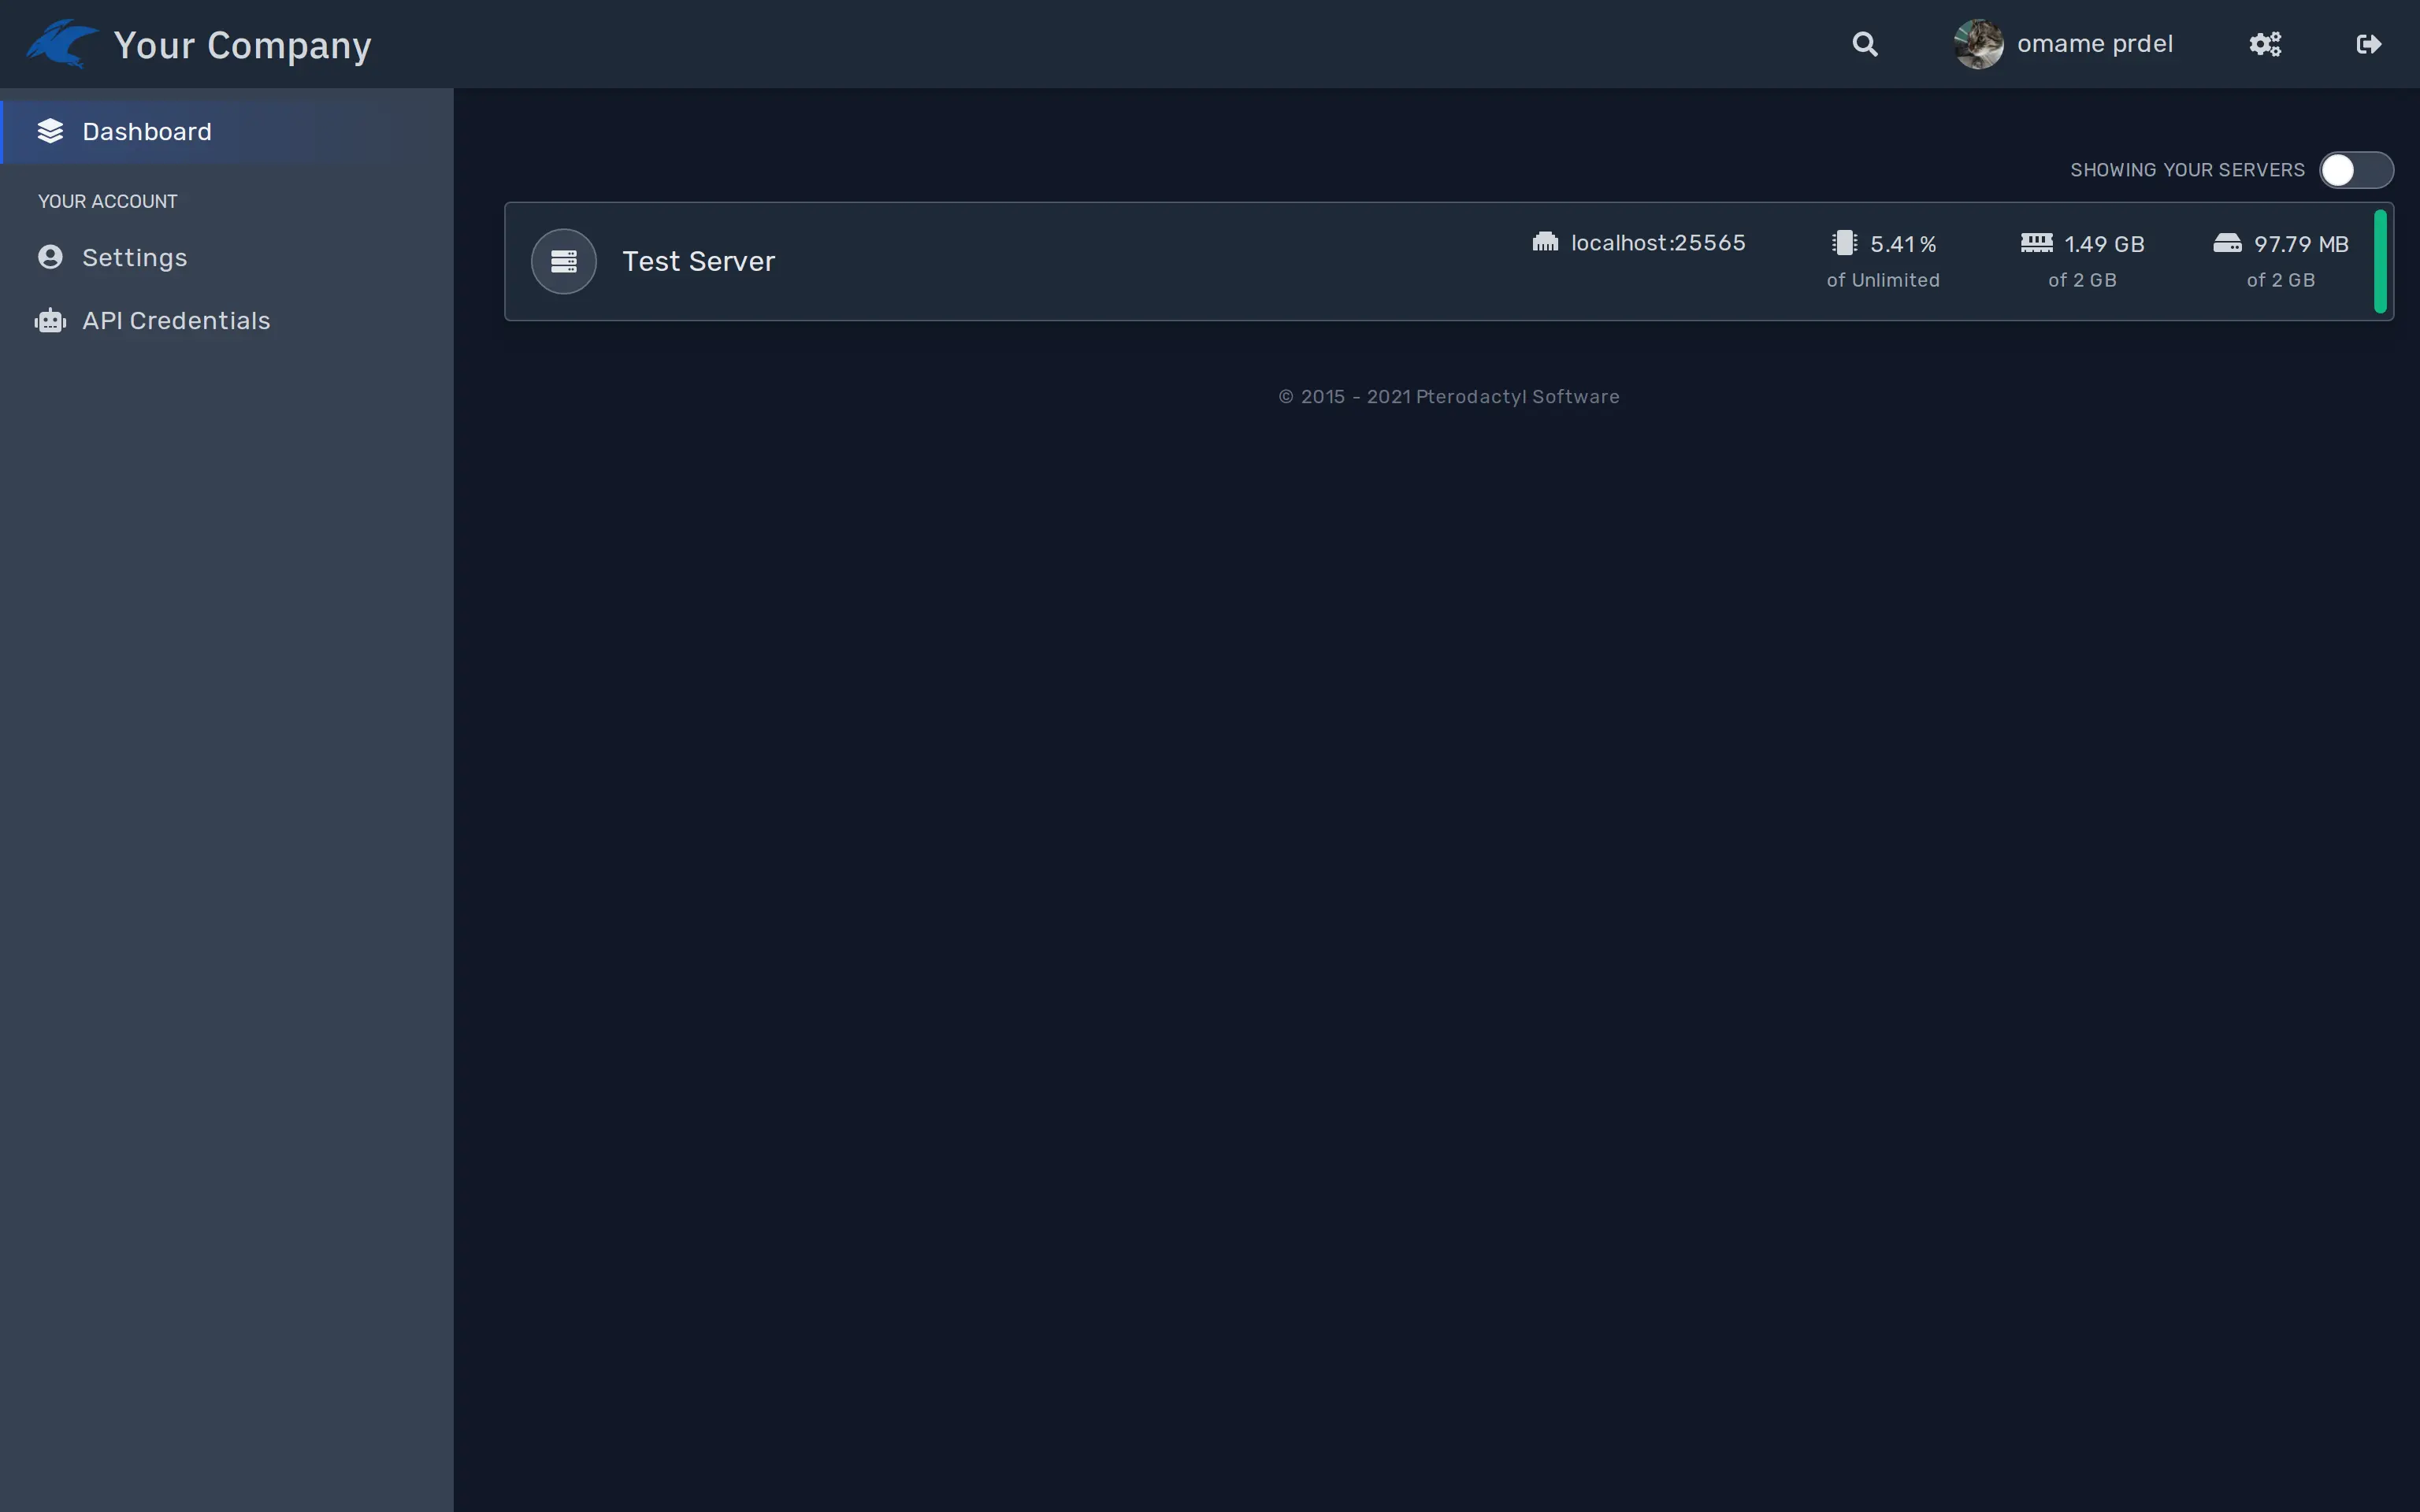 Your Company
omame prdel
Dashboard
YOUR ACCOUNT
Settings
API Credentials
SHOWING YOUR SERVERS
Test Server
localhost:25565
5.41 %
of Unlimited
1.49 GB
of 2 GB
97.79 MB
of 2 GB
© 2015 - 2021 Pterodactyl Software